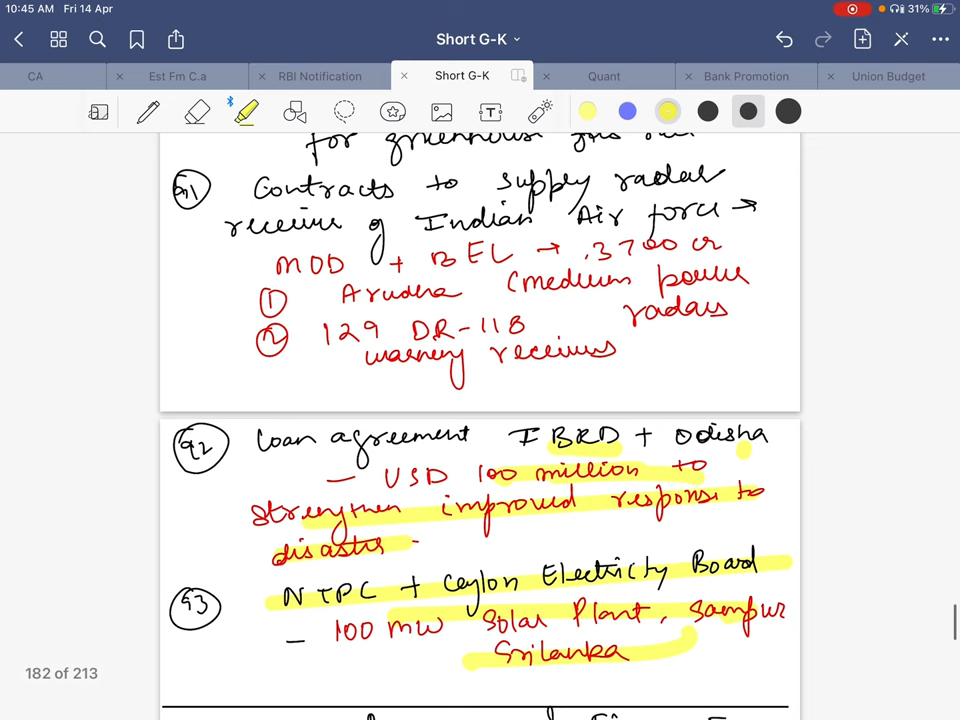 10:45 AM Fri 14 Apr
31%
Short G-K
CA
Est Fm C.a
RBI Notification
Short G-K
Quant
Bank Promotion
Union Budget
for greenhouse gas
91 Contracts to supply radar
receiver of Indian Air force →
MOD + BEL → .3700 cr
① Arudhra (medium power
radars
② 129 DR-118
warning receivers
92 Loan agreement IBRD + Odisha
- USD 100 million to
strengthen improved response to
disaster.
93 NTPC + Ceylon Electricity Board
- 100 MW Solar Plant, Sampur
Srilanka
182 of 213